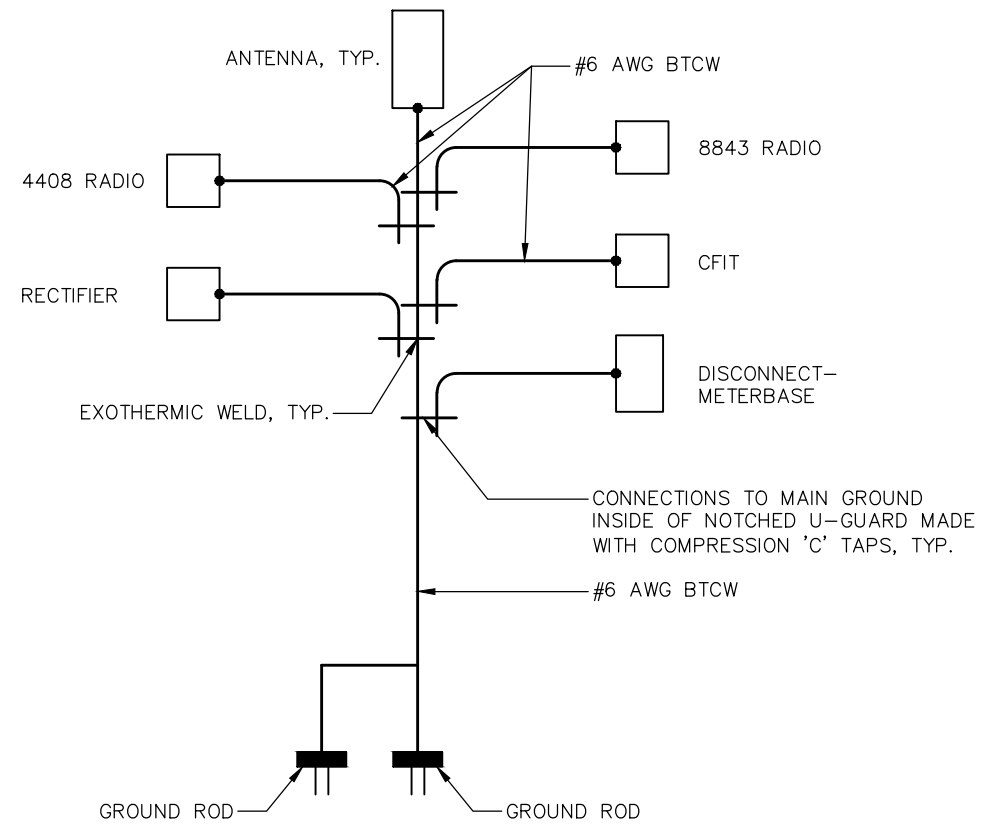 ANTENNA, TYP.
#6 AWG BTCW
8843 RADIO
4408 RADIO
CFIT
RECTIFIER
DISCONNECT-
METERBASE
EXOTHERMIC WELD, TYP.
CONNECTIONS TO MAIN GROUND
INSIDE OF NOTCHED U-GUARD MADE
WITH COMPRESSION 'C' TAPS, TYP.
#6 AWG BTCW
GROUND ROD
GROUND ROD